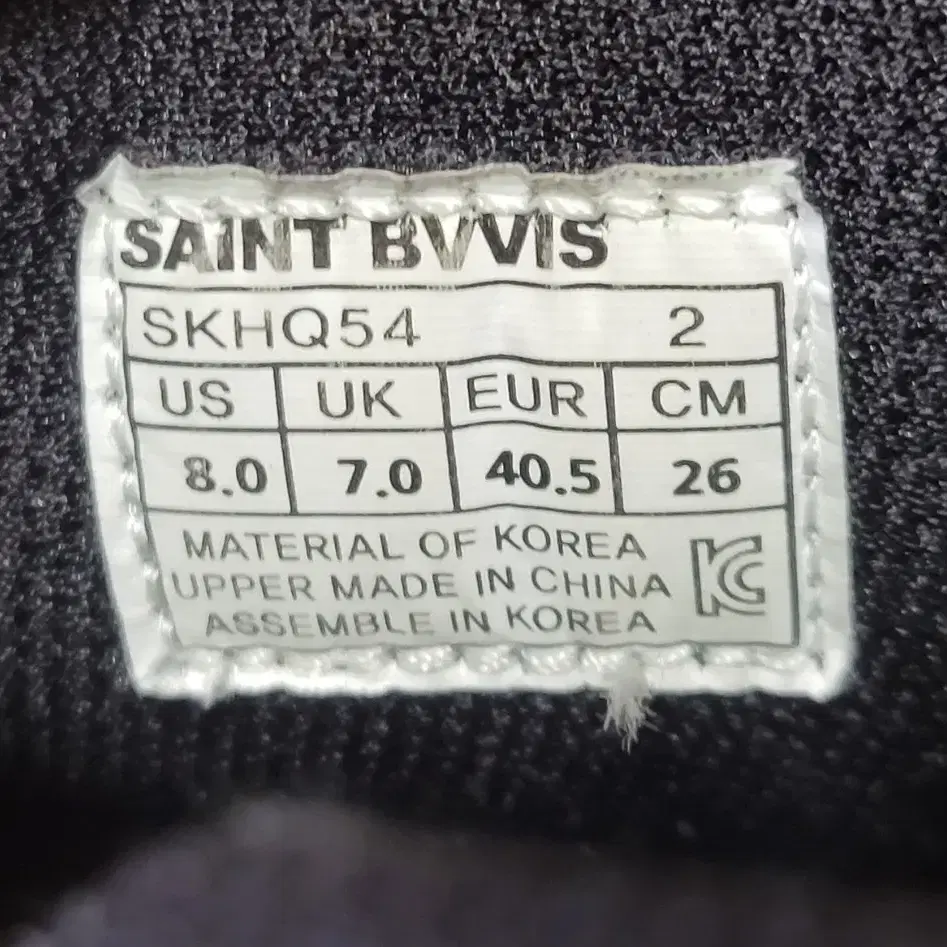 SAINT BVVIS
SKHQ54 2
US UK EUR CM
8.0 7.0 40.5 26
MATERIAL OF KOREA
UPPER MADE IN CHINA
ASSEMBLE IN KOREA
KC